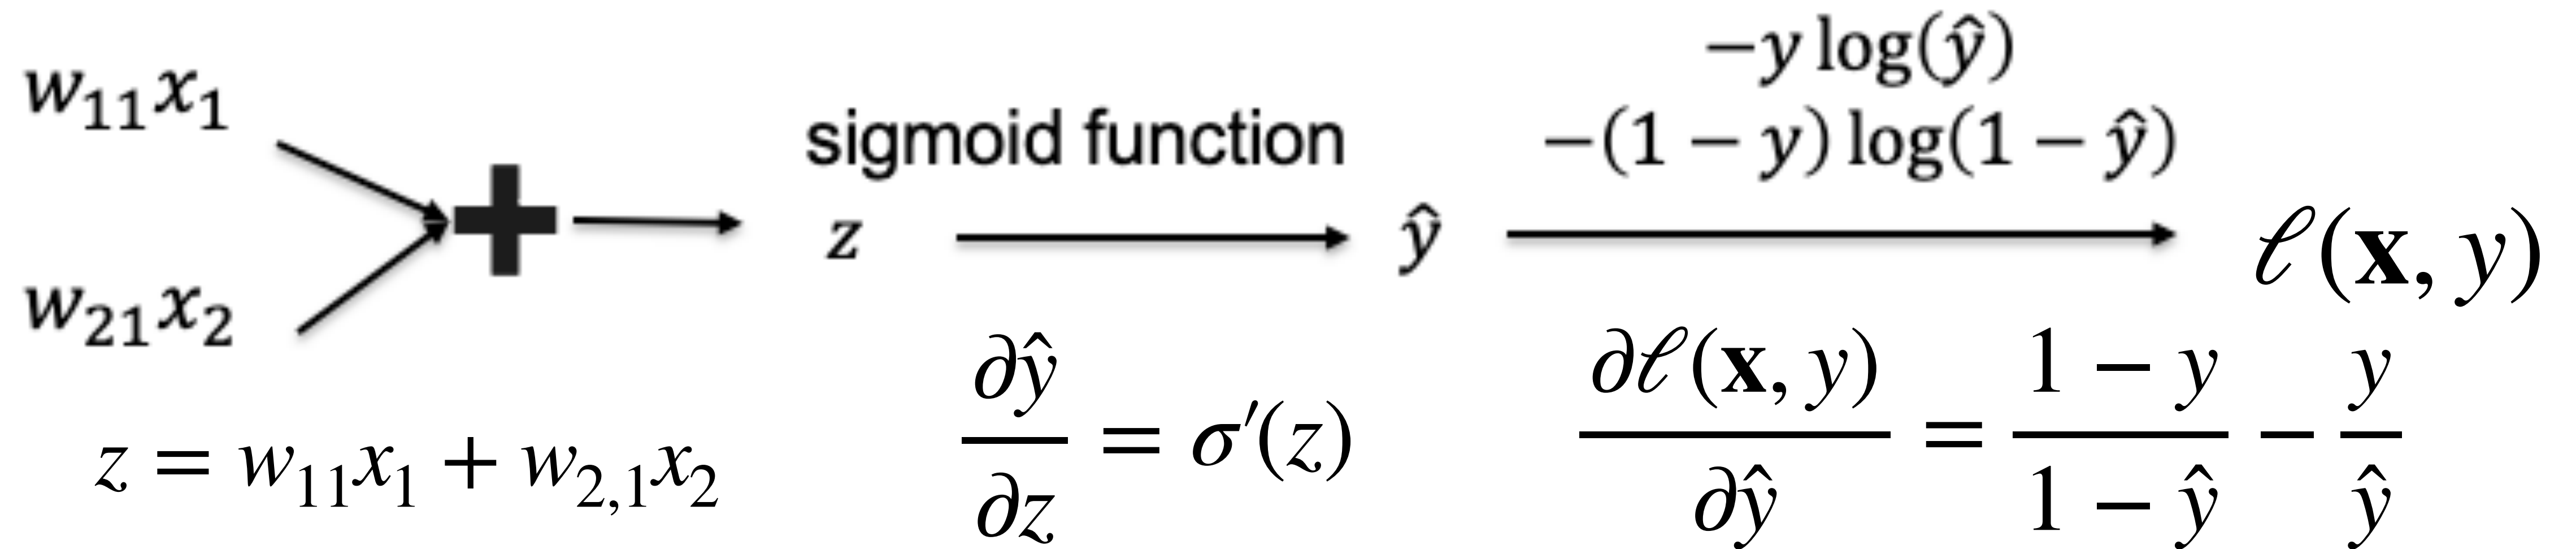 w₁₁x₁
w₂₁x₂
z = w₁₁x₁ + w₂,₁x₂
sigmoid function
z
ŷ
∂ŷ/∂z = σ′(z)
−y log(ŷ)
−(1 − y) log(1 − ŷ)
ℓ(𝐱, y)
∂ℓ(𝐱, y)/∂ŷ = (1 − y)/(1 − ŷ) − y/ŷ